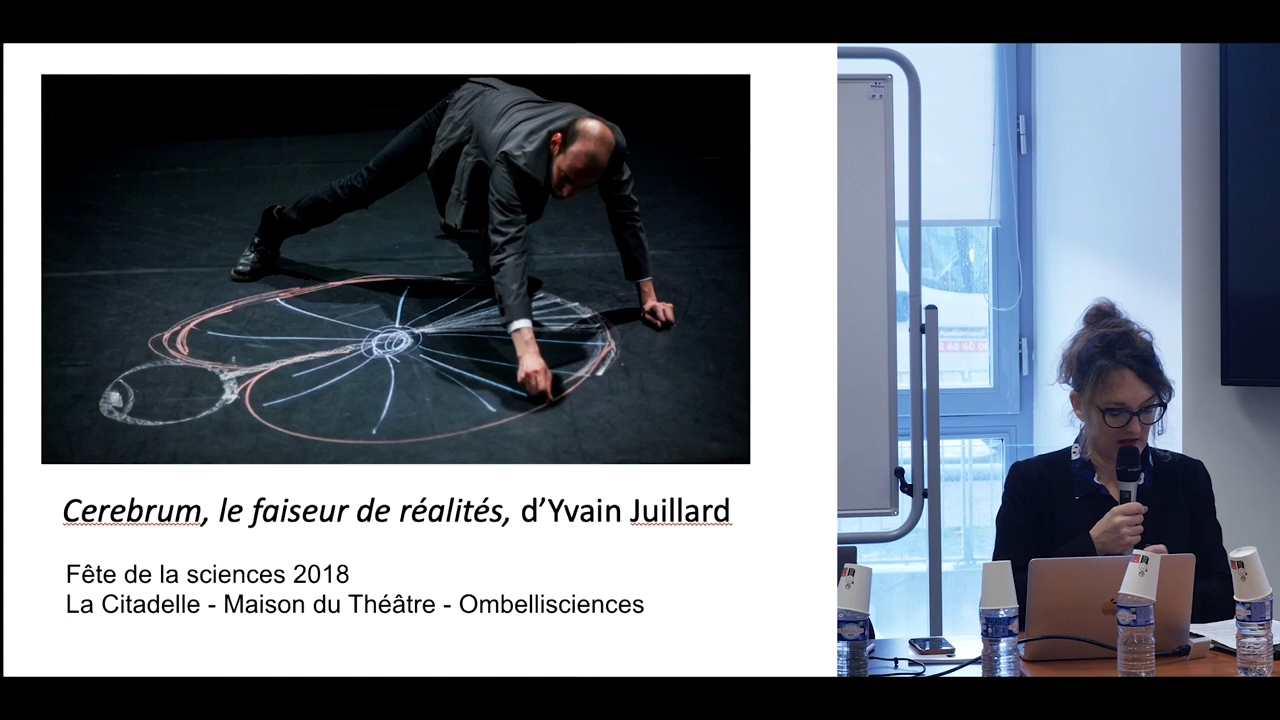 Cerebrum, le faiseur de réalités, d’Yvain Juillard
Fête de la sciences 2018
La Citadelle - Maison du Théâtre - Ombellisciences